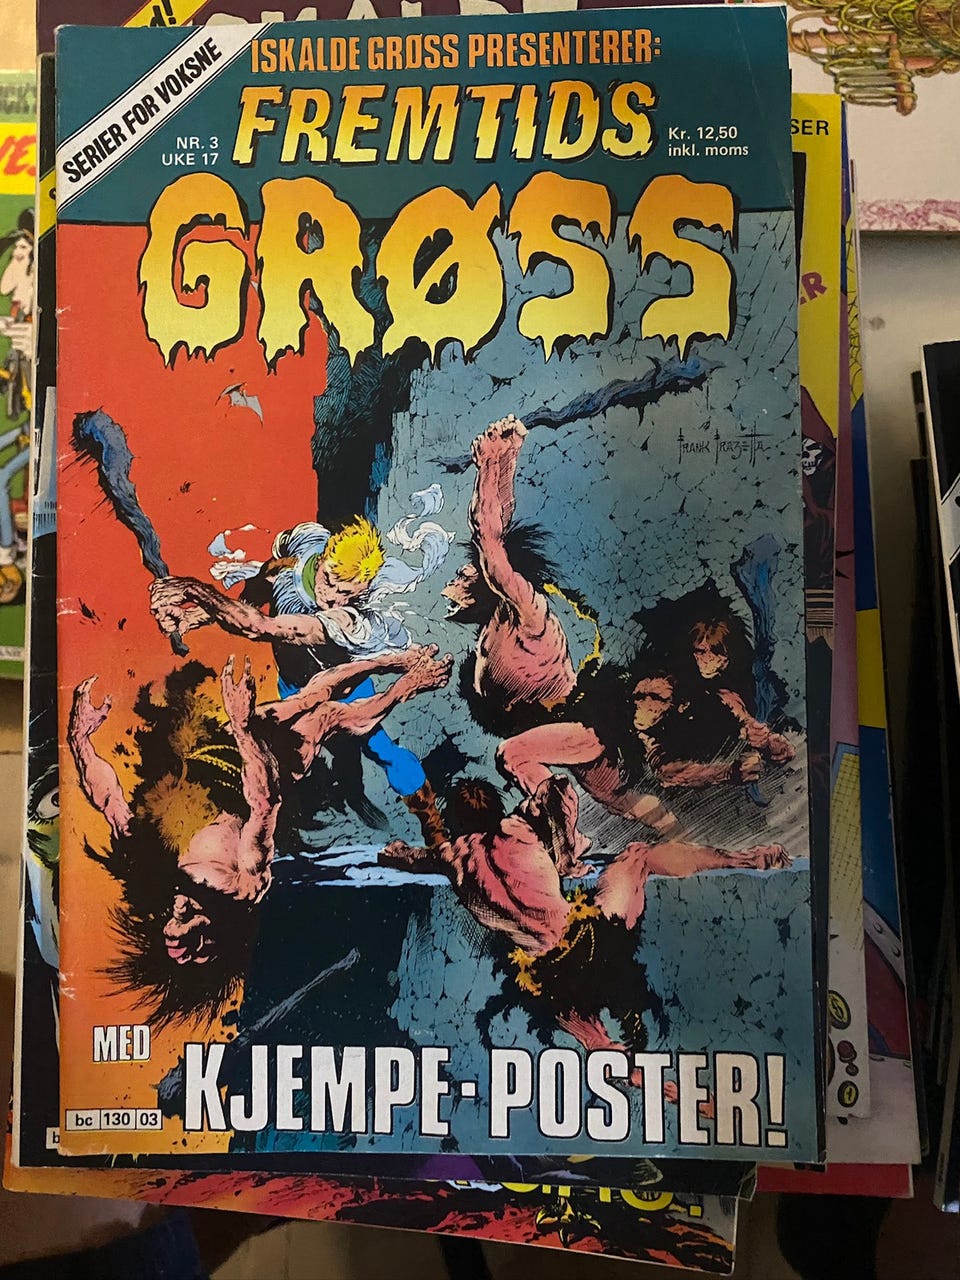 SERIER FOR VOKSNE
ISKALDE GRØSS PRESENTERER:
NR. 3
UKE 17
FREMTIDS
Kr. 12,50
inkl. moms
GRØSS
FRANK FRAZETTA
MED
KJEMPE-POSTER!
bc 130 03